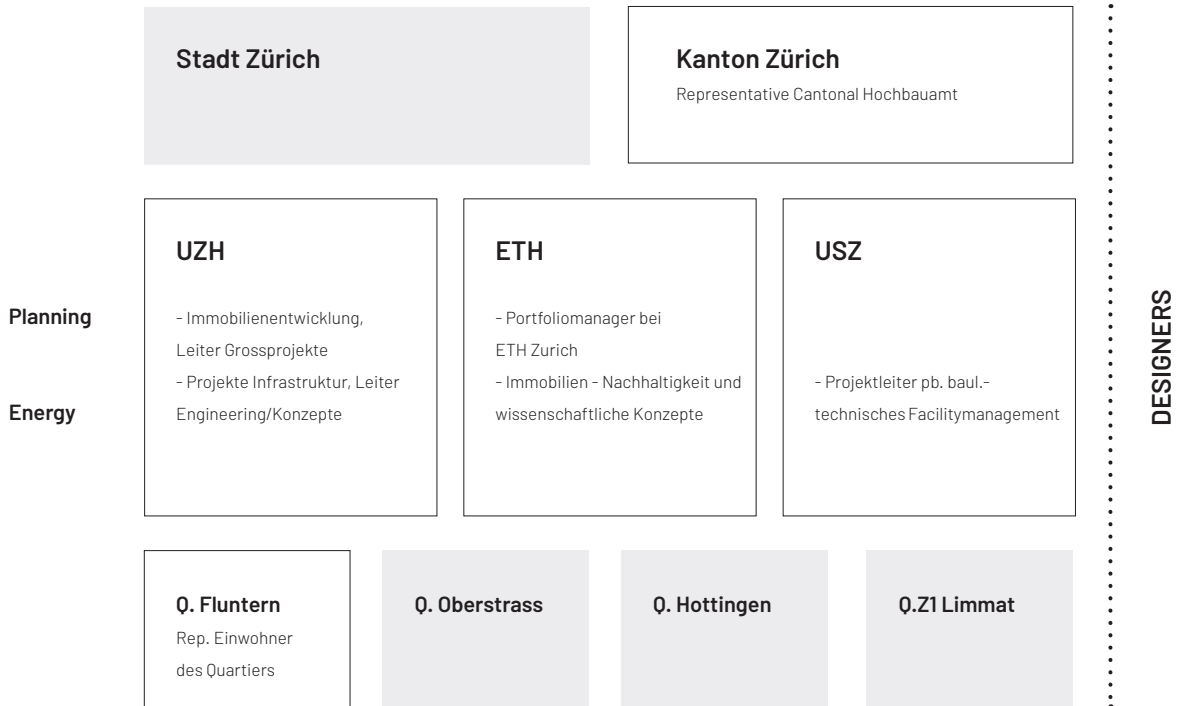 Stadt Zürich
Kanton Zürich
Representative Cantonal Hochbauamt
UZH
ETH
USZ
Planning
Energy
- Immobilienentwicklung,
Leiter Grossprojekte
- Projekte Infrastruktur, Leiter
Engineering/Konzepte
- Portfoliomanager bei
ETH Zurich
- Immobilien - Nachhaltigkeit und
wissenschaftliche Konzepte
- Projektleiter pb. baul.-
technisches Facilitymanagement
Q. Fluntern
Rep. Einwohner
des Quartiers
Q. Oberstrass
Q. Hottingen
Q.Z1 Limmat
DESIGNERS